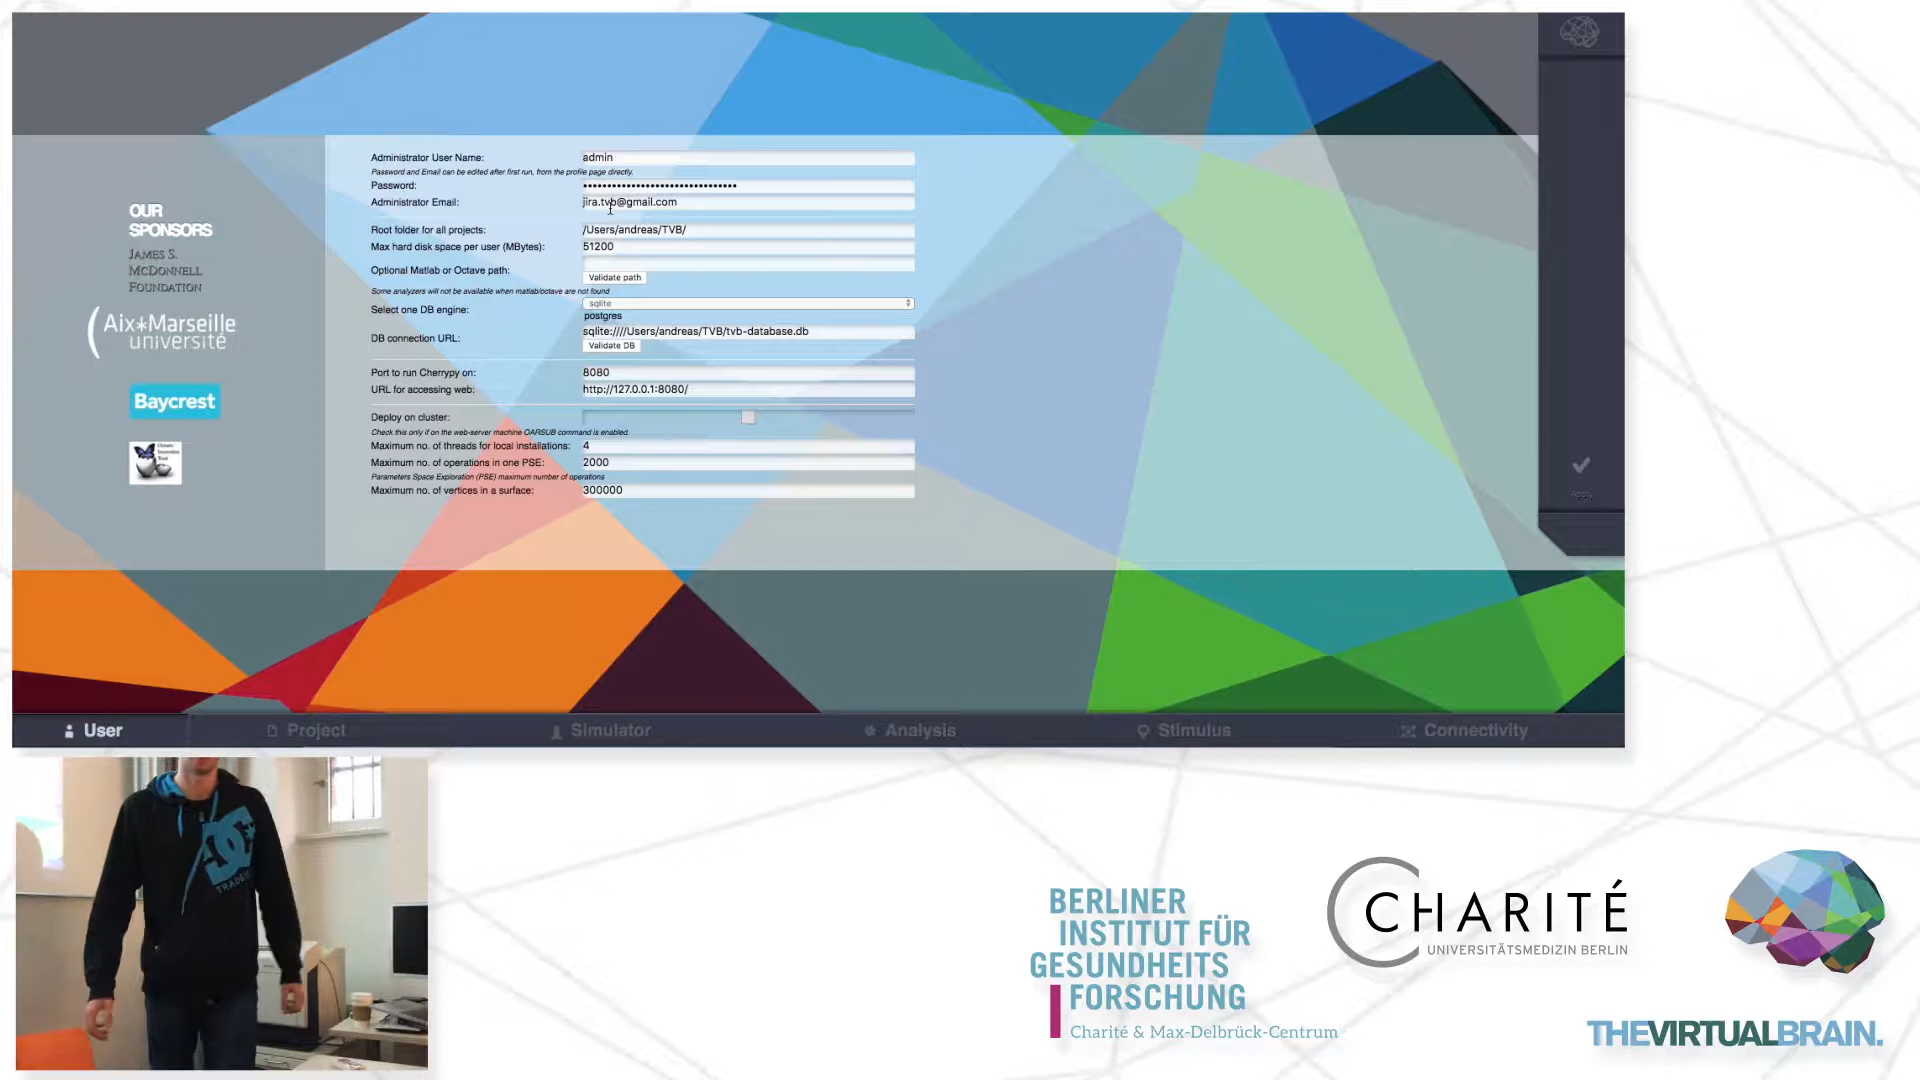 OUR
SPONSORS
JAMES S.
MCDONNELL
FOUNDATION
Aix*Marseille
université
Baycrest
Administrator User Name: admin
Password and Email can be edited after first run, from the profile page directly.
Password: ••••••••••••••••••••••••••••••••
Administrator Email: jira.tvb@gmail.com
Root folder for all projects: /Users/andreas/TVB/
Max hard disk space per user (MBytes): 51200
Optional Matlab or Octave path:
Validate path
Some analyzers will not be available when matlab/octave are not found
Select one DB engine: sqlite
postgres
DB connection URL: sqlite:////Users/andreas/TVB/tvb-database.db
Validate DB
Port to run Cherrypy on: 8080
URL for accessing web: http://127.0.0.1:8080/
Deploy on cluster:
Check this only if on the web-server machine OARSUB command is enabled.
Maximum no. of threads for local installations: 4
Maximum no. of operations in one PSE: 2000
Parameters Space Exploration (PSE) maximum number of operations
Maximum no. of vertices in a surface: 300000
Apply
User Project Simulator Analysis Stimulus Connectivity
DC
BERLINER
INSTITUT FÜR
GESUNDHEITS
FORSCHUNG
Charité & Max-Delbrück-Centrum
CHARITÉ
UNIVERSITÄTSMEDIZIN BERLIN
THEVIRTUALBRAIN.